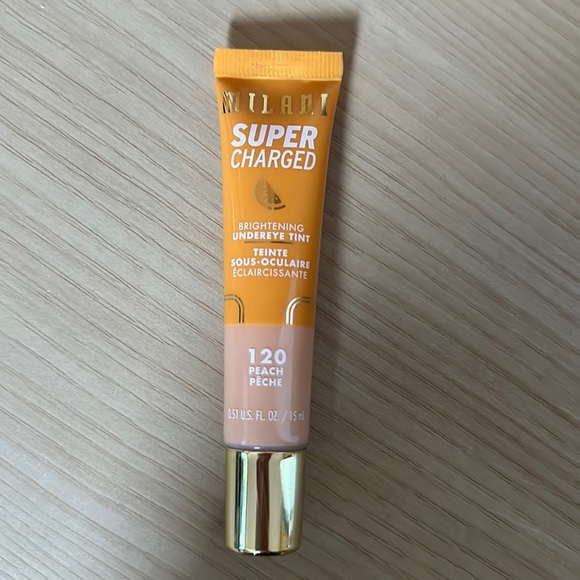 MILANI
SUPER
CHARGED
BRIGHTENING
UNDEREYE TINT
TEINTE
SOUS-OCULAIRE
ÉCLAIRCISSANTE
120
PEACH
PÊCHE
0.51 U.S. FL. OZ. / 15 mL